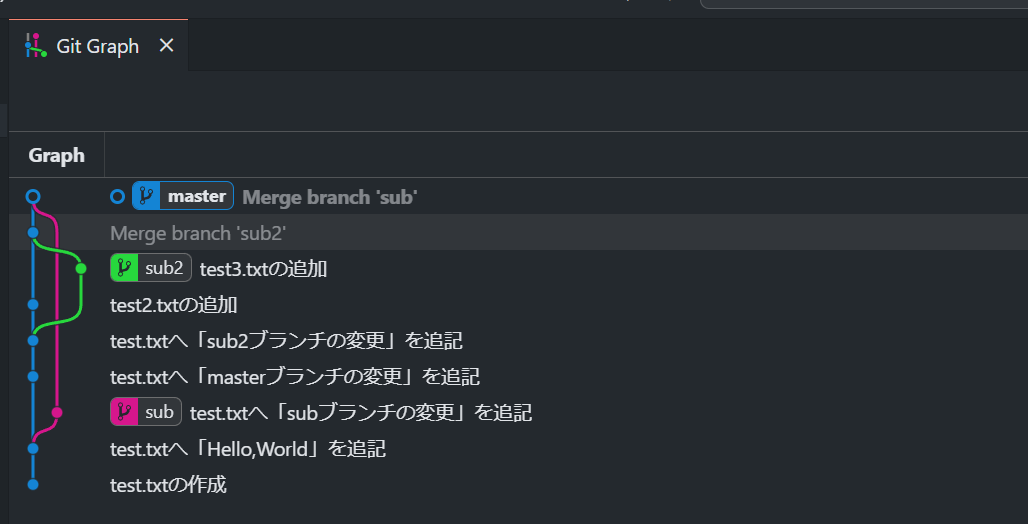 Git Graph
Graph
master Merge branch 'sub'
Merge branch 'sub2'
sub2 test3.txtの追加
test2.txtの追加
test.txtへ「sub2ブランチの変更」を追記
test.txtへ「masterブランチの変更」を追記
sub test.txtへ「subブランチの変更」を追記
test.txtへ「Hello,World」を追記
test.txtの作成